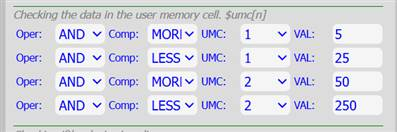 Checking the data in the user memory cell. $umc[n]
Oper: AND Comp: MORI UMC: 1 VAL: 5
Oper: AND Comp: LESS UMC: 1 VAL: 25
Oper: AND Comp: MORI UMC: 2 VAL: 50
Oper: AND Comp: LESS UMC: 2 VAL: 250